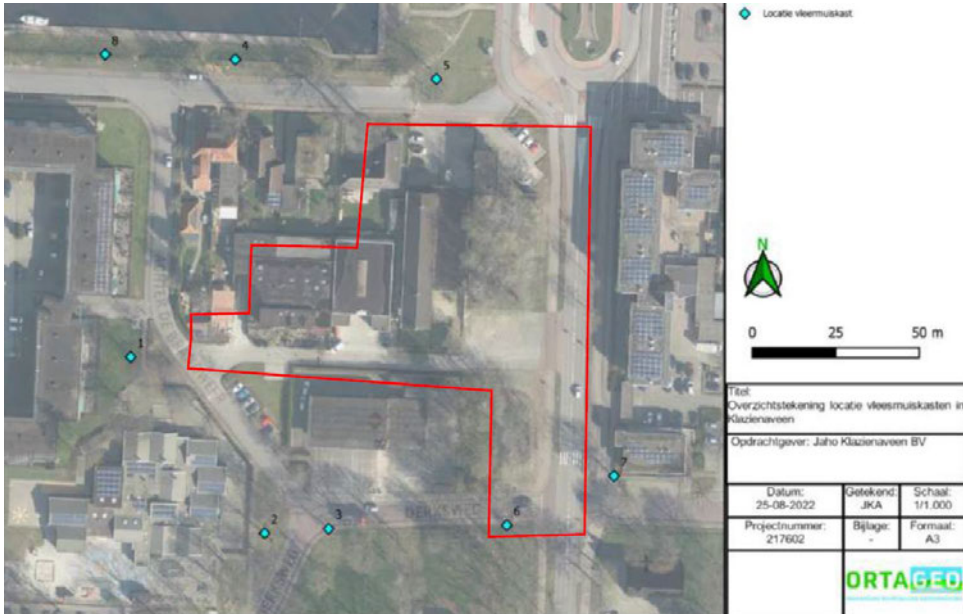 Locatie vleermuiskast
8
4
5
1
2
3
6
7
N
0 25 50 m
Titel:
Overzichtstekening locatie vleesmuiskasten in
Klazienaveen
Opdrachtgever: Jaho Klazienaveen BV
Datum:
25-08-2022
Getekend:
JKA
Schaal:
1/1.000
Projectnummer:
217602
Bijlage:
-
Formaat:
A3
ORTAGEO